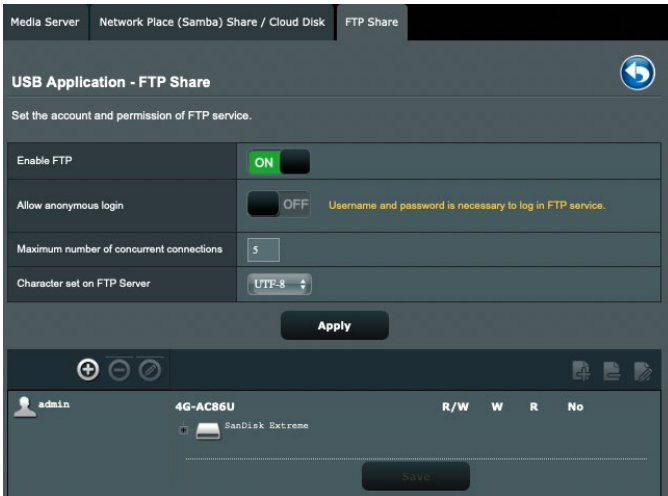 Media Server Network Place (Samba) Share / Cloud Disk FTP Share
USB Application - FTP Share
Set the account and permission of FTP service.
Enable FTP ON
Allow anonymous login OFF Username and password is necessary to log in FTP service.
Maximum number of concurrent connections 5
Character set on FTP Server UTF-8
Apply
admin 4G-AC86U R/W W R No
SanDisk Extreme
Save